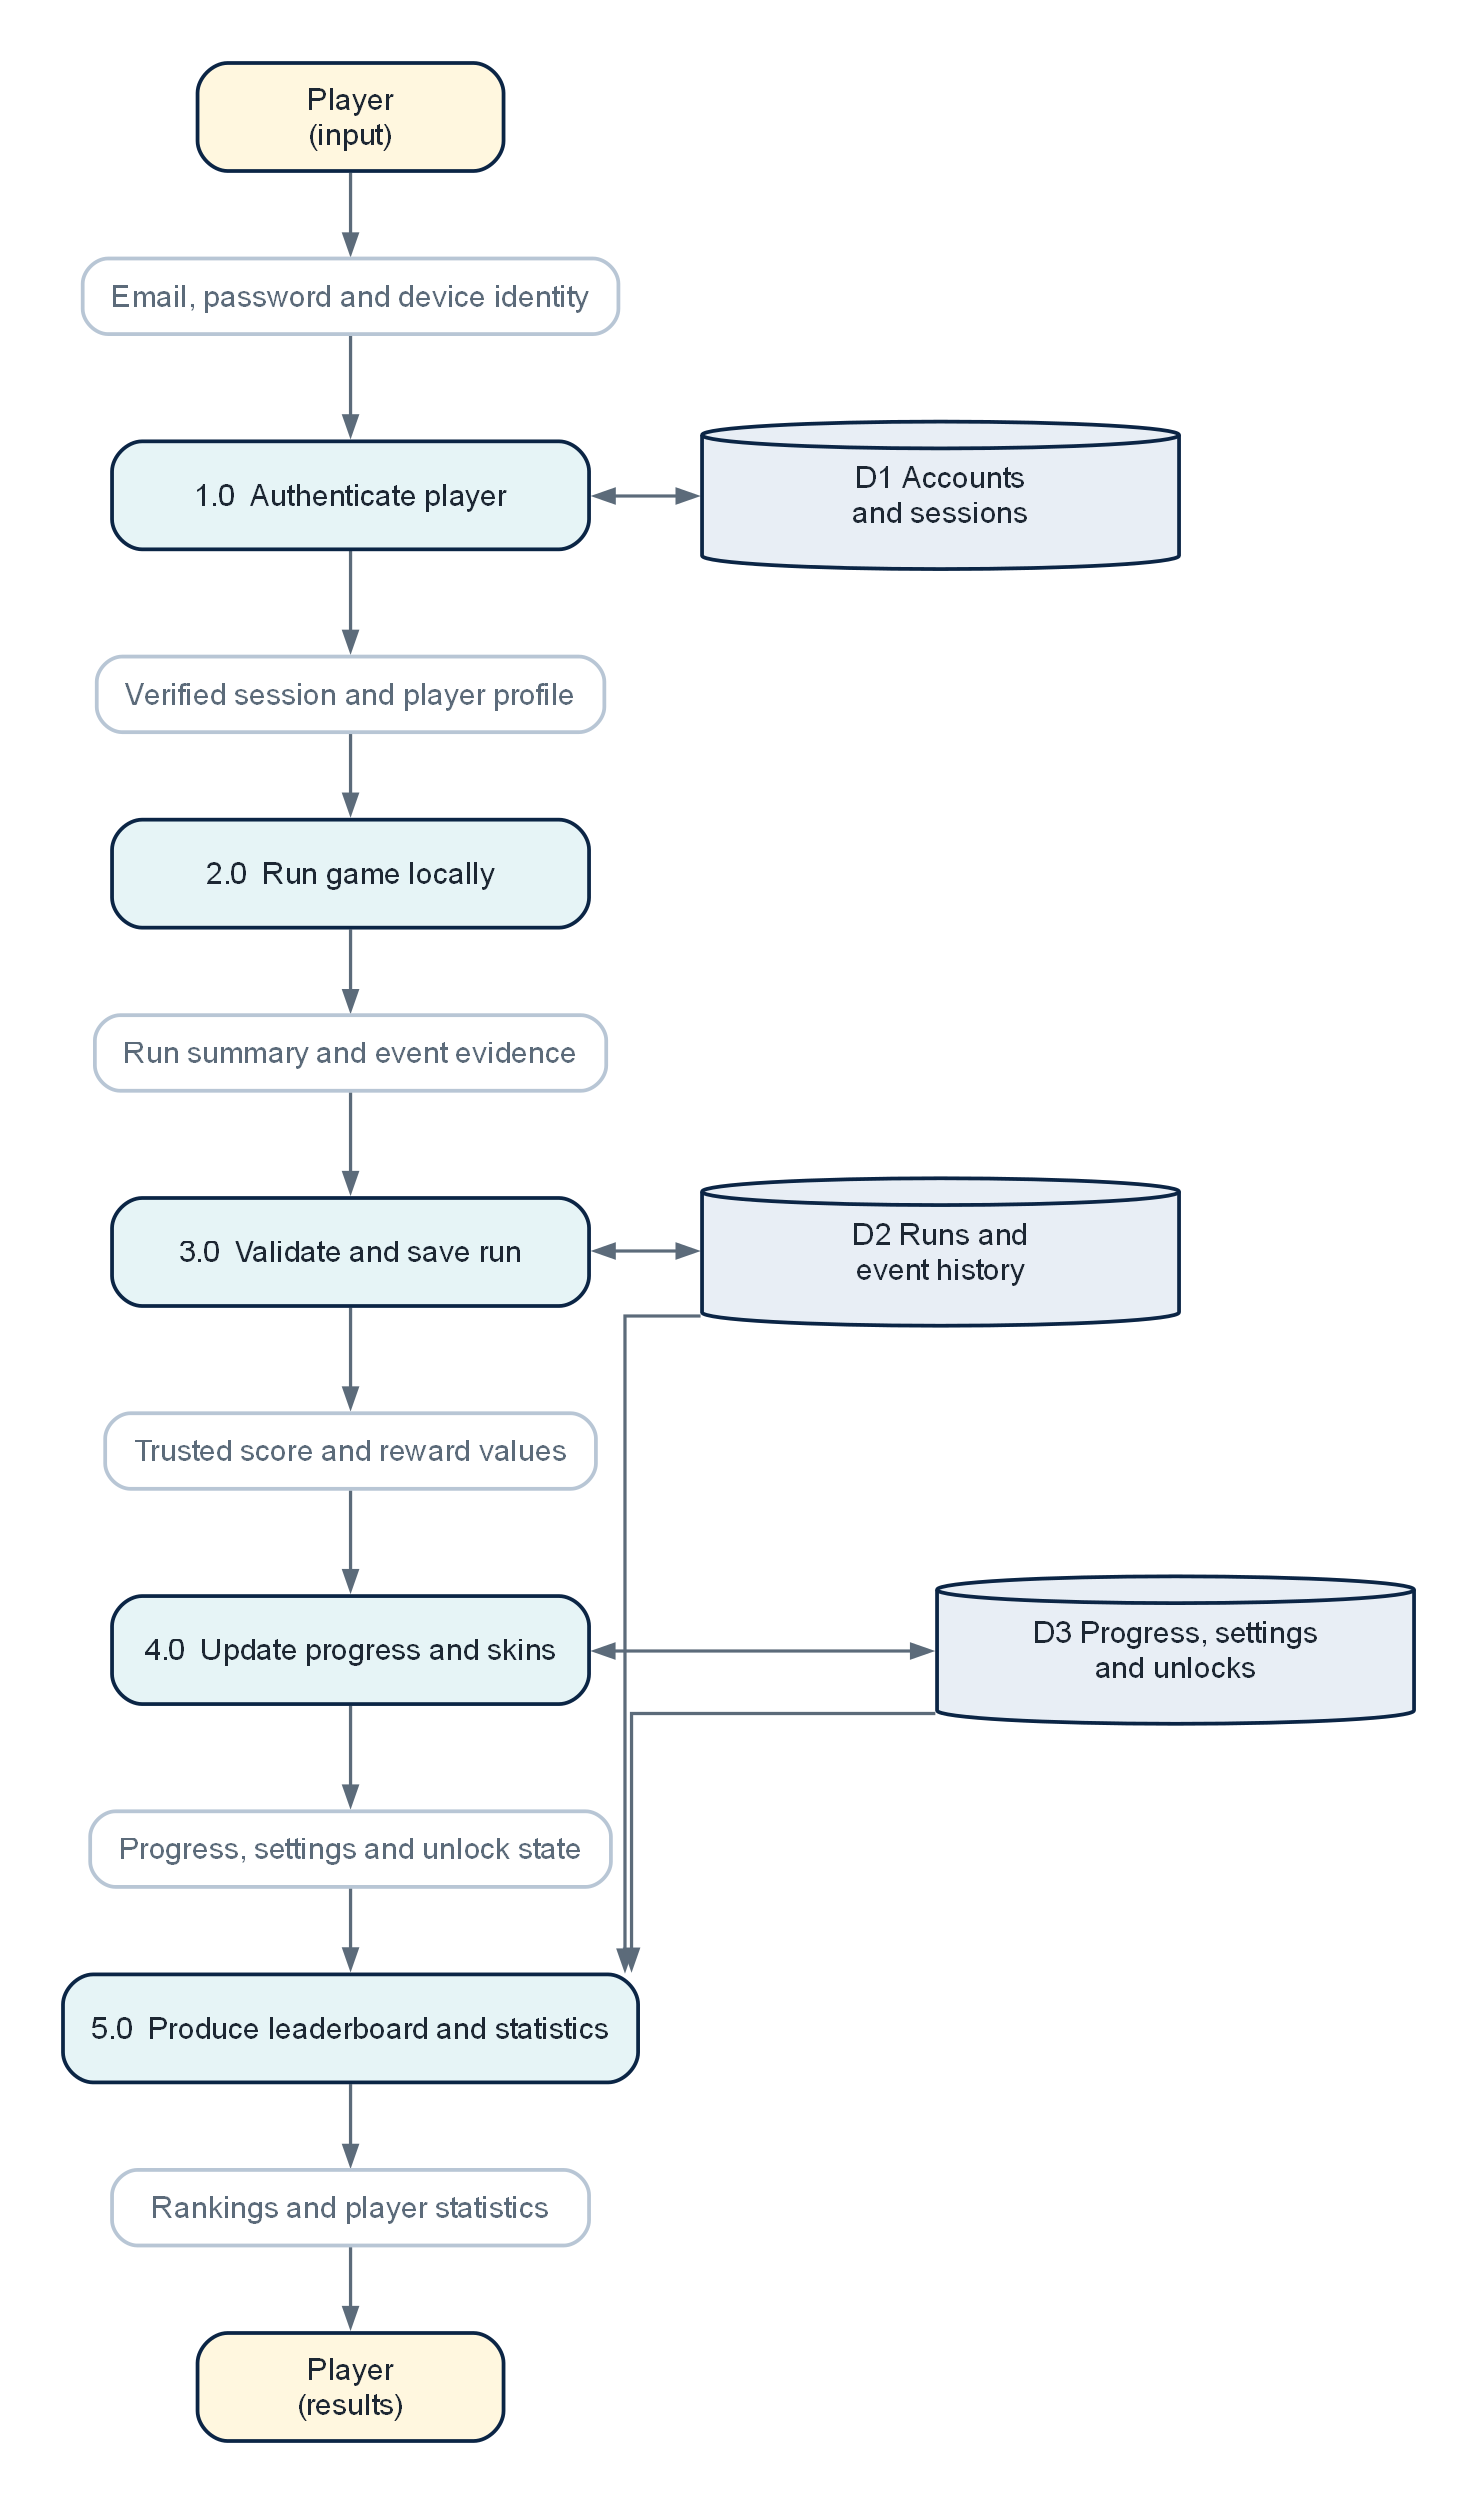 Player
(input)
Email, password and device identity
1.0  Authenticate player
D1 Accounts
and sessions
Verified session and player profile
2.0  Run game locally
Run summary and event evidence
3.0  Validate and save run
D2 Runs and
event history
Trusted score and reward values
4.0  Update progress and skins
D3 Progress, settings
and unlocks
Progress, settings and unlock state
5.0  Produce leaderboard and statistics
Rankings and player statistics
Player
(results)